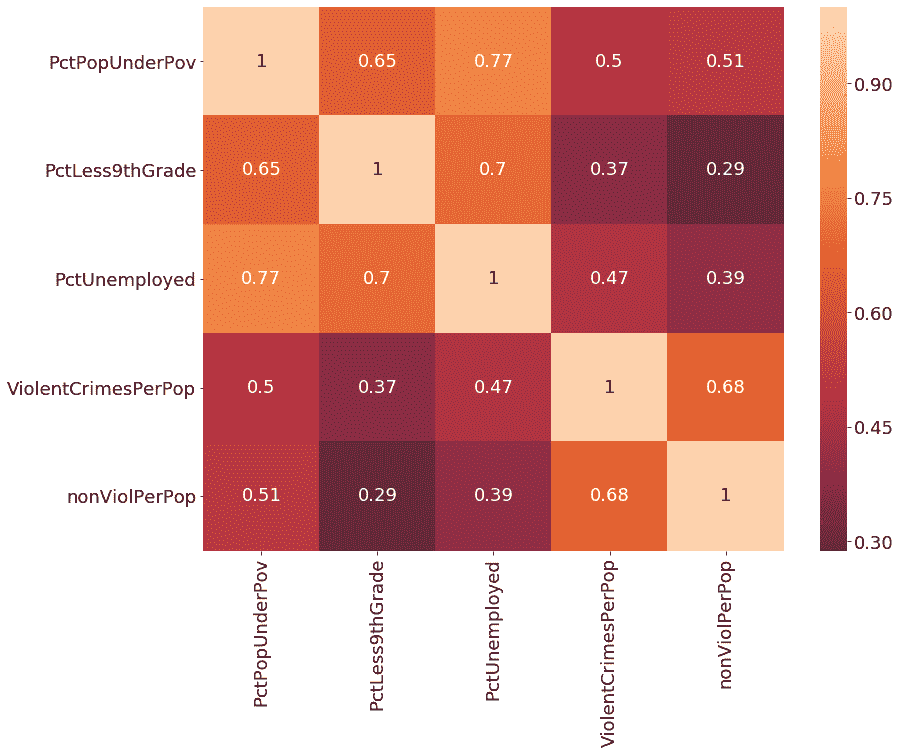 PctPopUnderPov 1 0.65 0.77 0.5 0.51
PctLess9thGrade 0.65 1 0.7 0.37 0.29
PctUnemployed 0.77 0.7 1 0.47 0.39
ViolentCrimesPerPop 0.5 0.37 0.47 1 0.68
nonViolPerPop 0.51 0.29 0.39 0.68 1
PctPopUnderPov
PctLess9thGrade
PctUnemployed
ViolentCrimesPerPop
nonViolPerPop
0.90
0.75
0.60
0.45
0.30